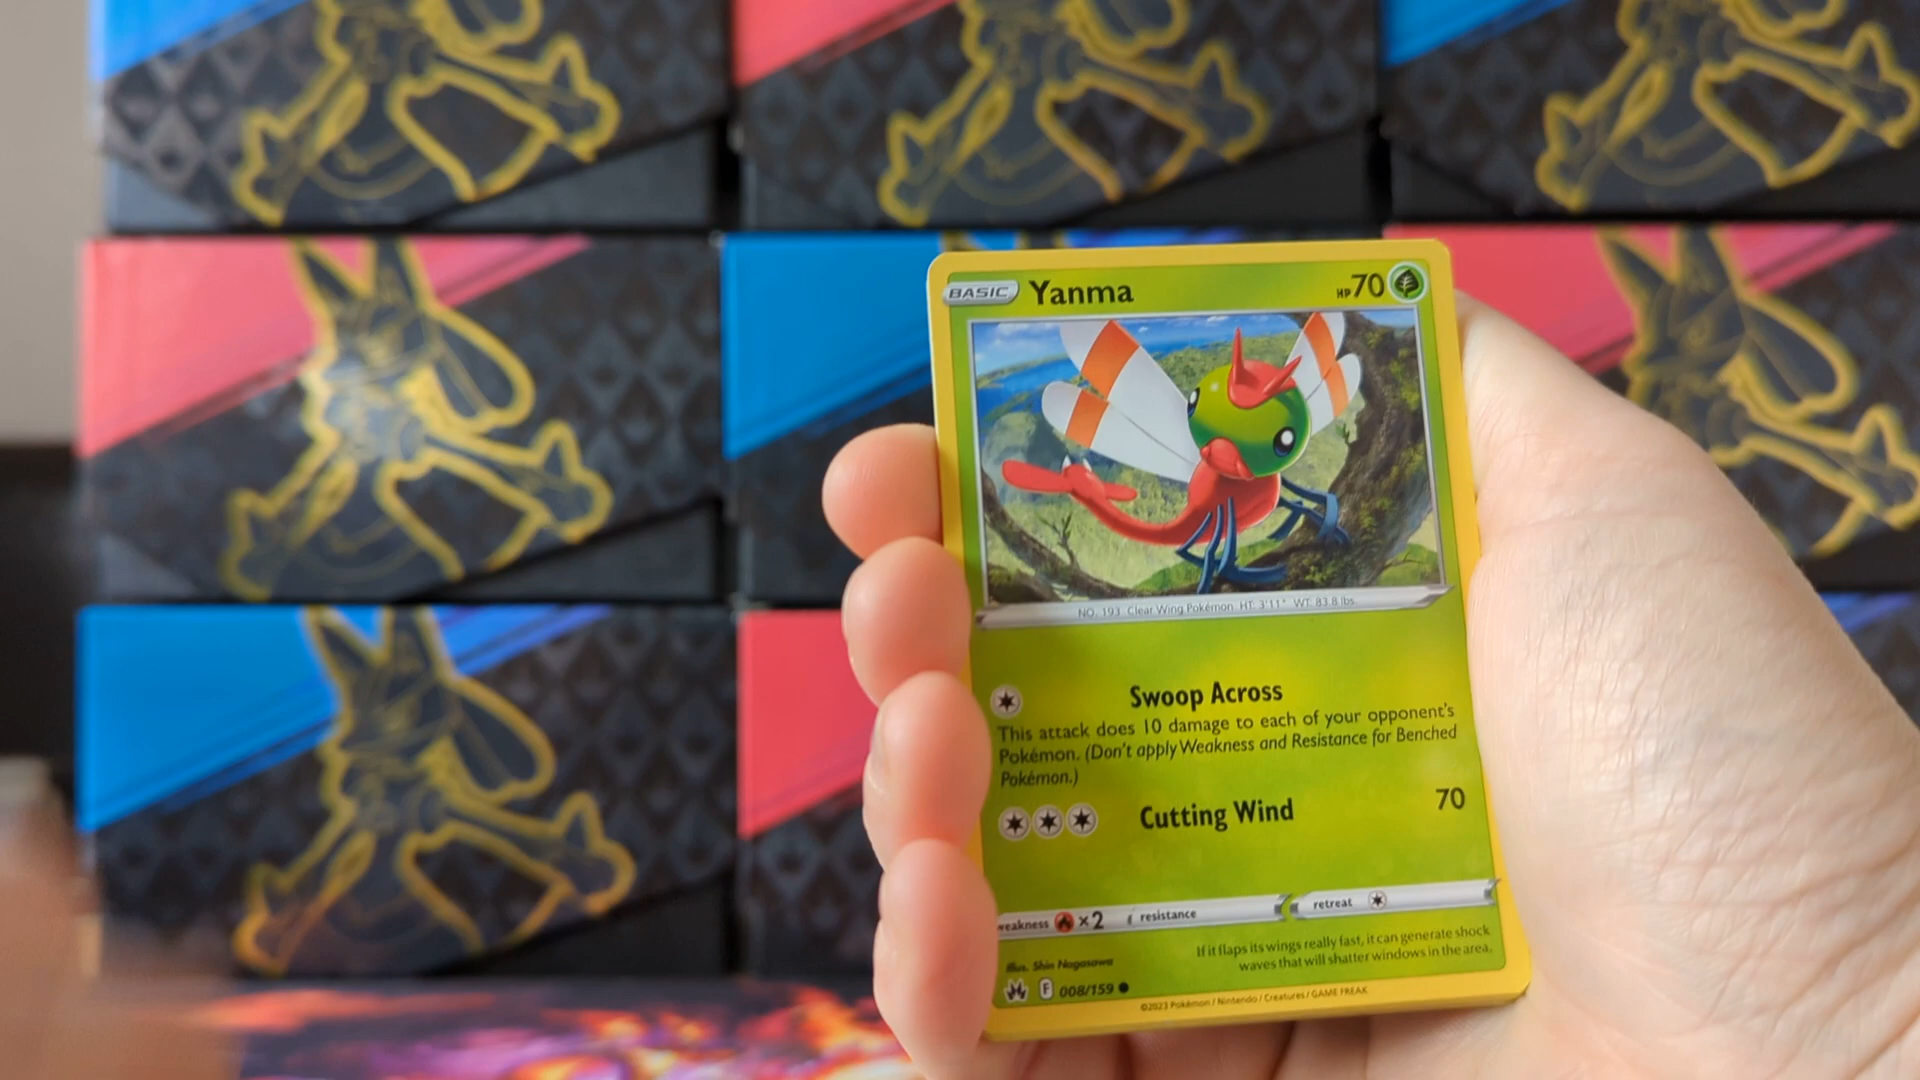 BASIC Yanma HP70
NO. 193 Clear Wing Pokémon HT: 3'11" WT: 83.8 lbs.
Swoop Across
This attack does 10 damage to each of your opponent's
Pokémon. (Don't apply Weakness and Resistance for Benched
Pokémon.)
Cutting Wind 70
weakness ×2 resistance retreat
If it flaps its wings really fast, it can generate shock
waves that will shatter windows in the area.
Illus. Shin Nagasawa
F 008/159
©2023 Pokémon / Nintendo / Creatures / GAME FREAK